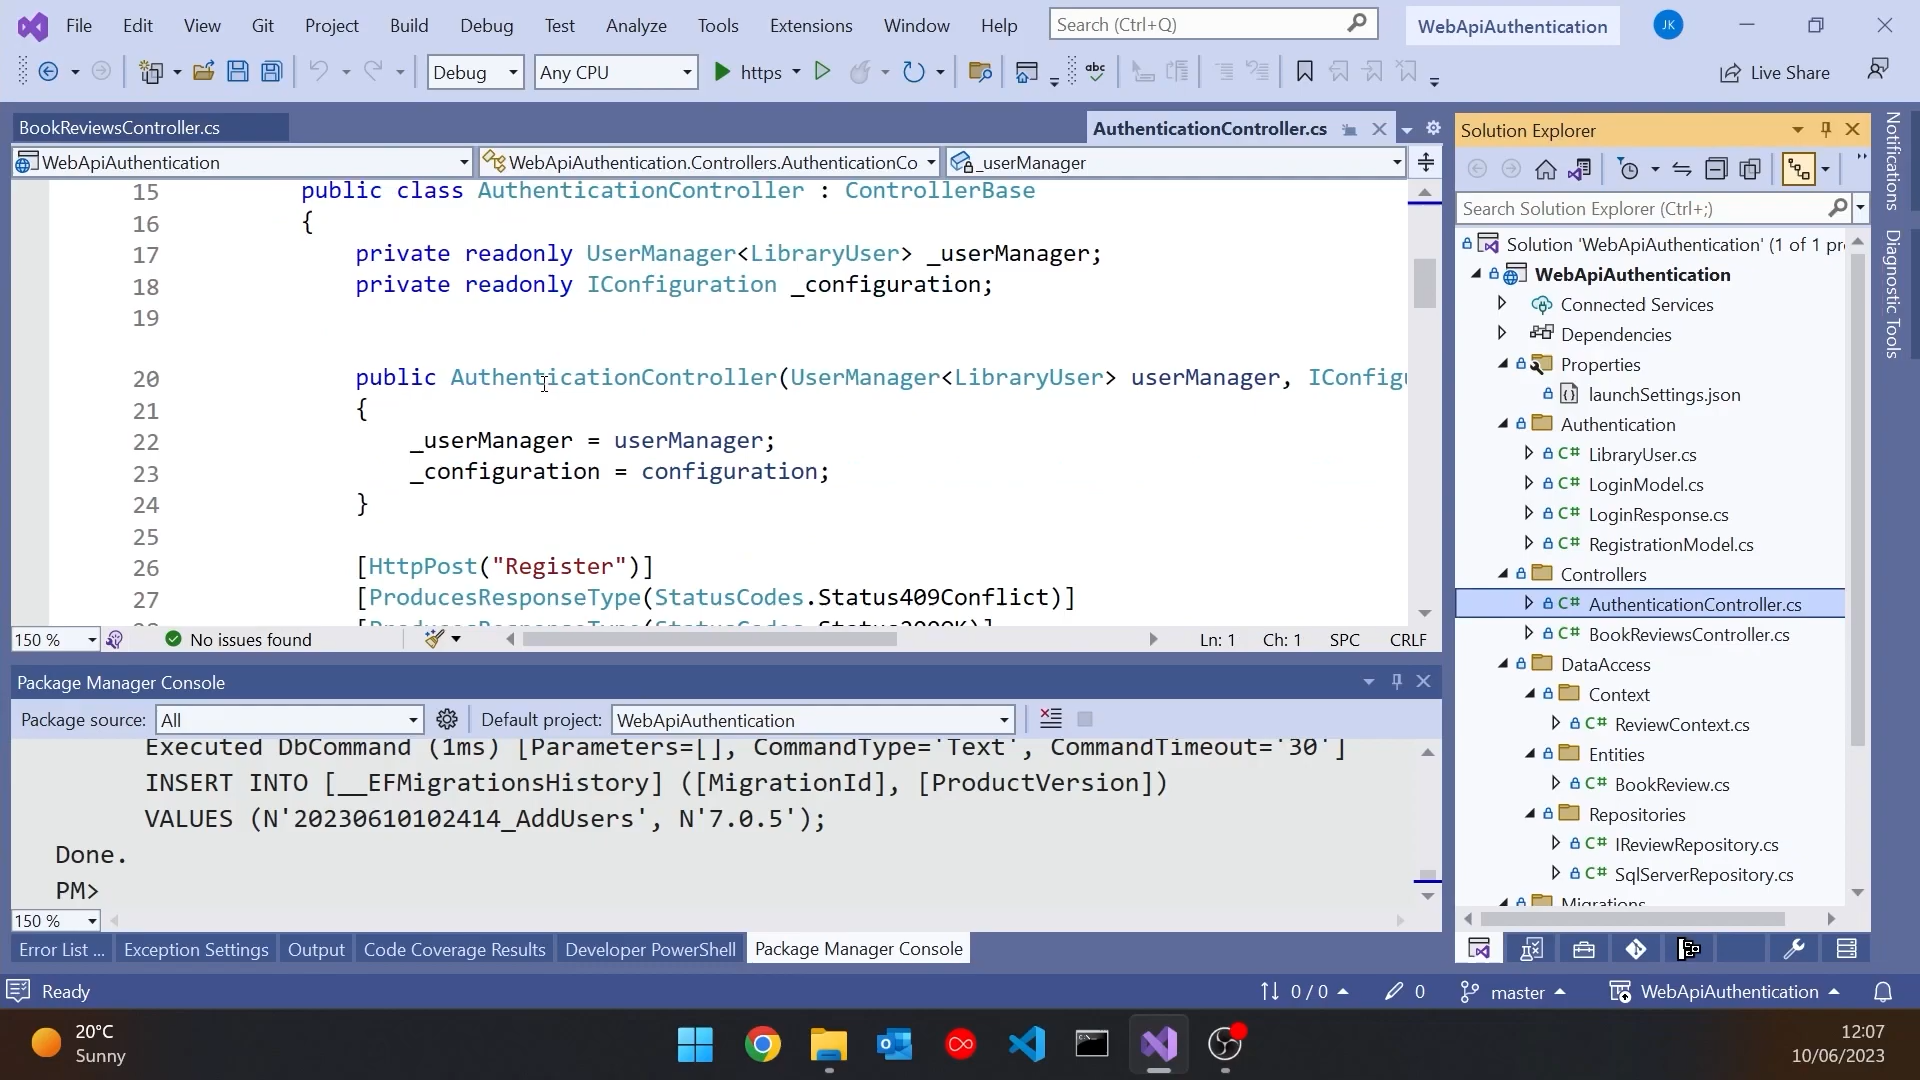 File Edit View Git Project Build Debug Test Analyze Tools Extensions Window Help Search (Ctrl+Q) WebApiAuthentication JK
Debug Any CPU https Live Share
BookReviewsController.cs AuthenticationController.cs
WebApiAuthentication WebApiAuthentication.Controllers.AuthenticationCo _userManager
15 public class AuthenticationController : ControllerBase
16 {
17 private readonly UserManager<LibraryUser> _userManager;
18 private readonly IConfiguration _configuration;
19
20 public AuthenticationController(UserManager<LibraryUser> userManager, IConfigu
21 {
22 _userManager = userManager;
23 _configuration = configuration;
24 }
25
26 [HttpPost("Register")]
27 [ProducesResponseType(StatusCodes.Status409Conflict)]
28 [ProducesResponseType(StatusCodes.Status200OK)]
150 % No issues found Ln: 1 Ch: 1 SPC CRLF
Package Manager Console
Package source: All Default project: WebApiAuthentication
Executed DbCommand (1ms) [Parameters=[], CommandType='Text', CommandTimeout='30']
INSERT INTO [__EFMigrationsHistory] ([MigrationId], [ProductVersion])
VALUES (N'20230610102414_AddUsers', N'7.0.5');
Done.
PM>
150 %
Error List ... Exception Settings Output Code Coverage Results Developer PowerShell Package Manager Console
Solution Explorer
Search Solution Explorer (Ctrl+;)
Solution 'WebApiAuthentication' (1 of 1 pr
WebApiAuthentication
Connected Services
Dependencies
Properties
launchSettings.json
Authentication
C# LibraryUser.cs
C# LoginModel.cs
C# LoginResponse.cs
C# RegistrationModel.cs
Controllers
C# AuthenticationController.cs
C# BookReviewsController.cs
DataAccess
Context
C# ReviewContext.cs
Entities
C# BookReview.cs
Repositories
C# IReviewRepository.cs
C# SqlServerRepository.cs
Migrations
Notifications
Diagnostic Tools
Ready 0 / 0 0 master WebApiAuthentication
20°C
Sunny
12:07
10/06/2023